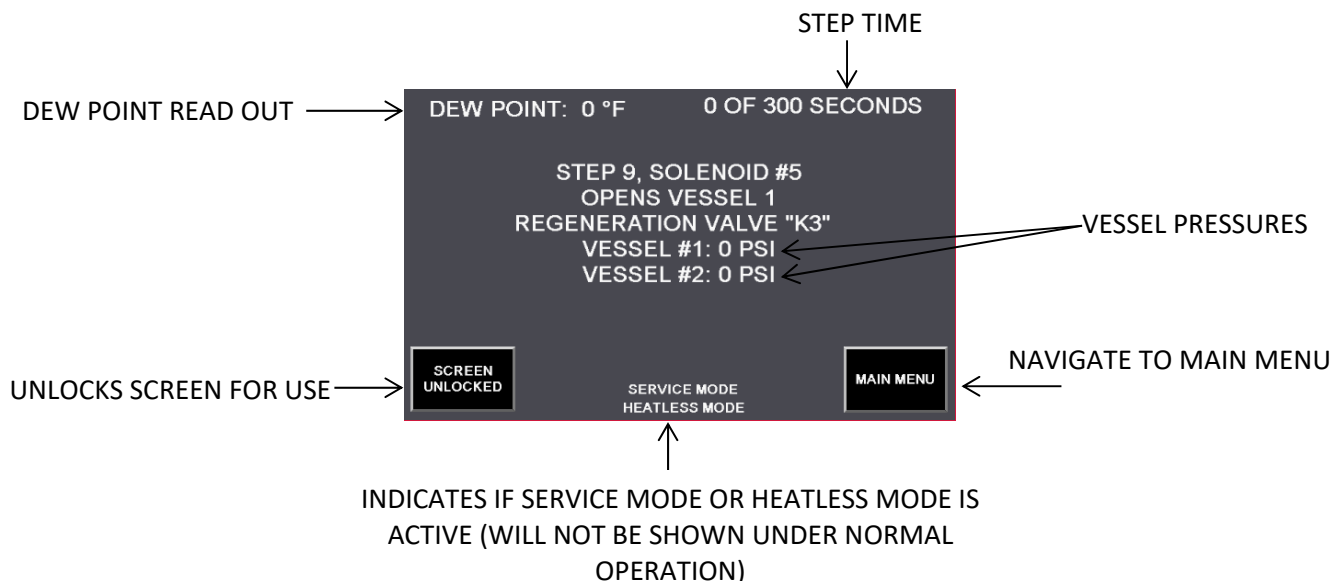 STEP TIME
DEW POINT READ OUT
DEW POINT: 0 °F
0 OF 300 SECONDS
STEP 9, SOLENOID #5
OPENS VESSEL 1
REGENERATION VALVE "K3"
VESSEL #1: 0 PSI
VESSEL #2: 0 PSI
VESSEL PRESSURES
UNLOCKS SCREEN FOR USE
SCREEN
UNLOCKED
SERVICE MODE
HEATLESS MODE
MAIN MENU
NAVIGATE TO MAIN MENU
INDICATES IF SERVICE MODE OR HEATLESS MODE IS
ACTIVE (WILL NOT BE SHOWN UNDER NORMAL
OPERATION)